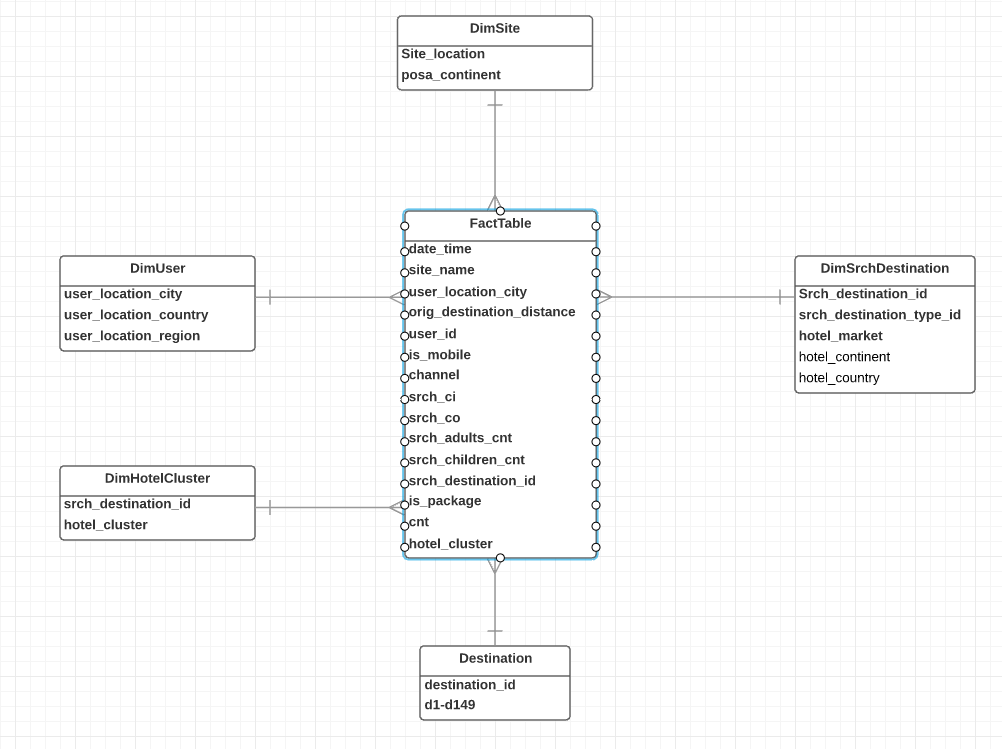 DimSite
Site_location
posa_continent
FactTable
date_time
site_name
user_location_city
orig_destination_distance
user_id
is_mobile
channel
srch_ci
srch_co
srch_adults_cnt
srch_children_cnt
srch_destination_id
is_package
cnt
hotel_cluster
DimUser
user_location_city
user_location_country
user_location_region
DimSrchDestination
Srch_destination_id
srch_destination_type_id
hotel_market
hotel_continent
hotel_country
DimHotelCluster
srch_destination_id
hotel_cluster
Destination
destination_id
d1-d149